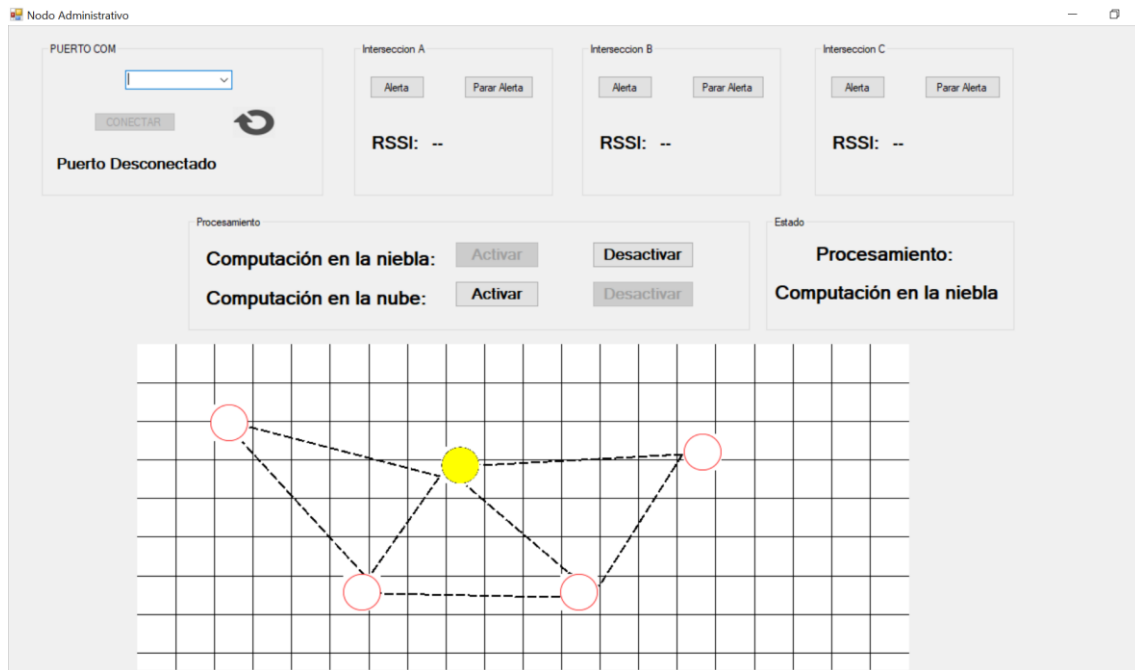 Nodo Administrativo
PUERTO COM
CONECTAR
Puerto Desconectado
Interseccion A
Alerta
Parar Alerta
RSSI: --
Interseccion B
Alerta
Parar Alerta
RSSI: --
Interseccion C
Alerta
Parar Alerta
RSSI: --
Procesamiento
Computación en la niebla: Activar Desactivar
Computación en la nube: Activar Desactivar
Estado
Procesamiento:
Computación en la niebla